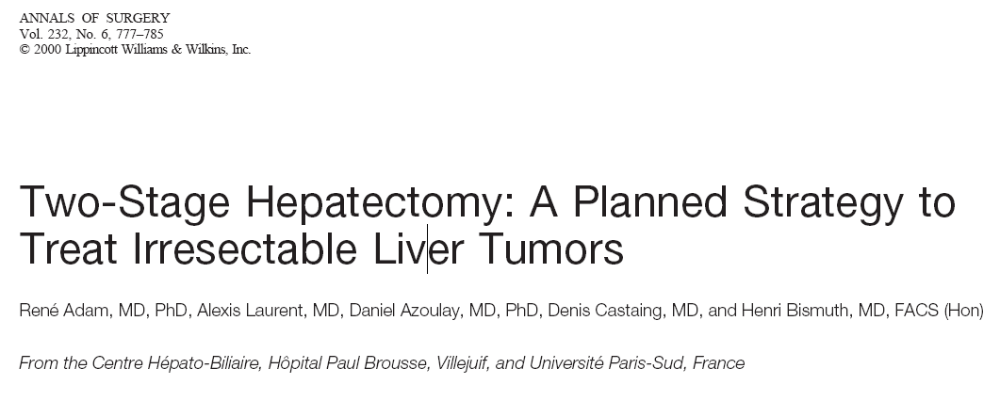 ANNALS OF SURGERY
Vol. 232, No. 6, 777–785
© 2000 Lippincott Williams & Wilkins, Inc.
Two-Stage Hepatectomy: A Planned Strategy to
Treat Irresectable Liver Tumors
René Adam, MD, PhD, Alexis Laurent, MD, Daniel Azoulay, MD, PhD, Denis Castaing, MD, and Henri Bismuth, MD, FACS (Hon)
From the Centre Hépato-Biliaire, Hôpital Paul Brousse, Villejuif, and Université Paris-Sud, France